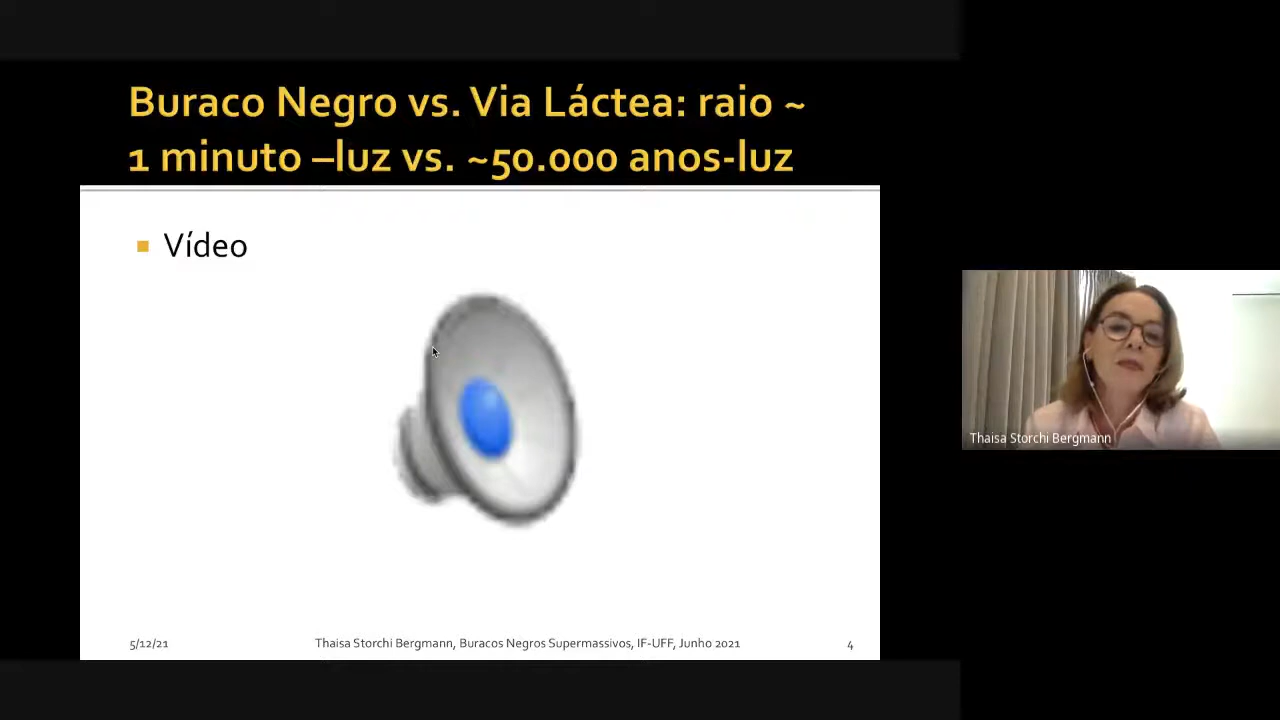 Buraco Negro vs. Via Láctea: raio ~
1 minuto –luz vs. ~50.000 anos-luz
Vídeo
Thaisa Storchi Bergmann
5/12/21
Thaisa Storchi Bergmann, Buracos Negros Supermassivos, IF-UFF, Junho 2021
4